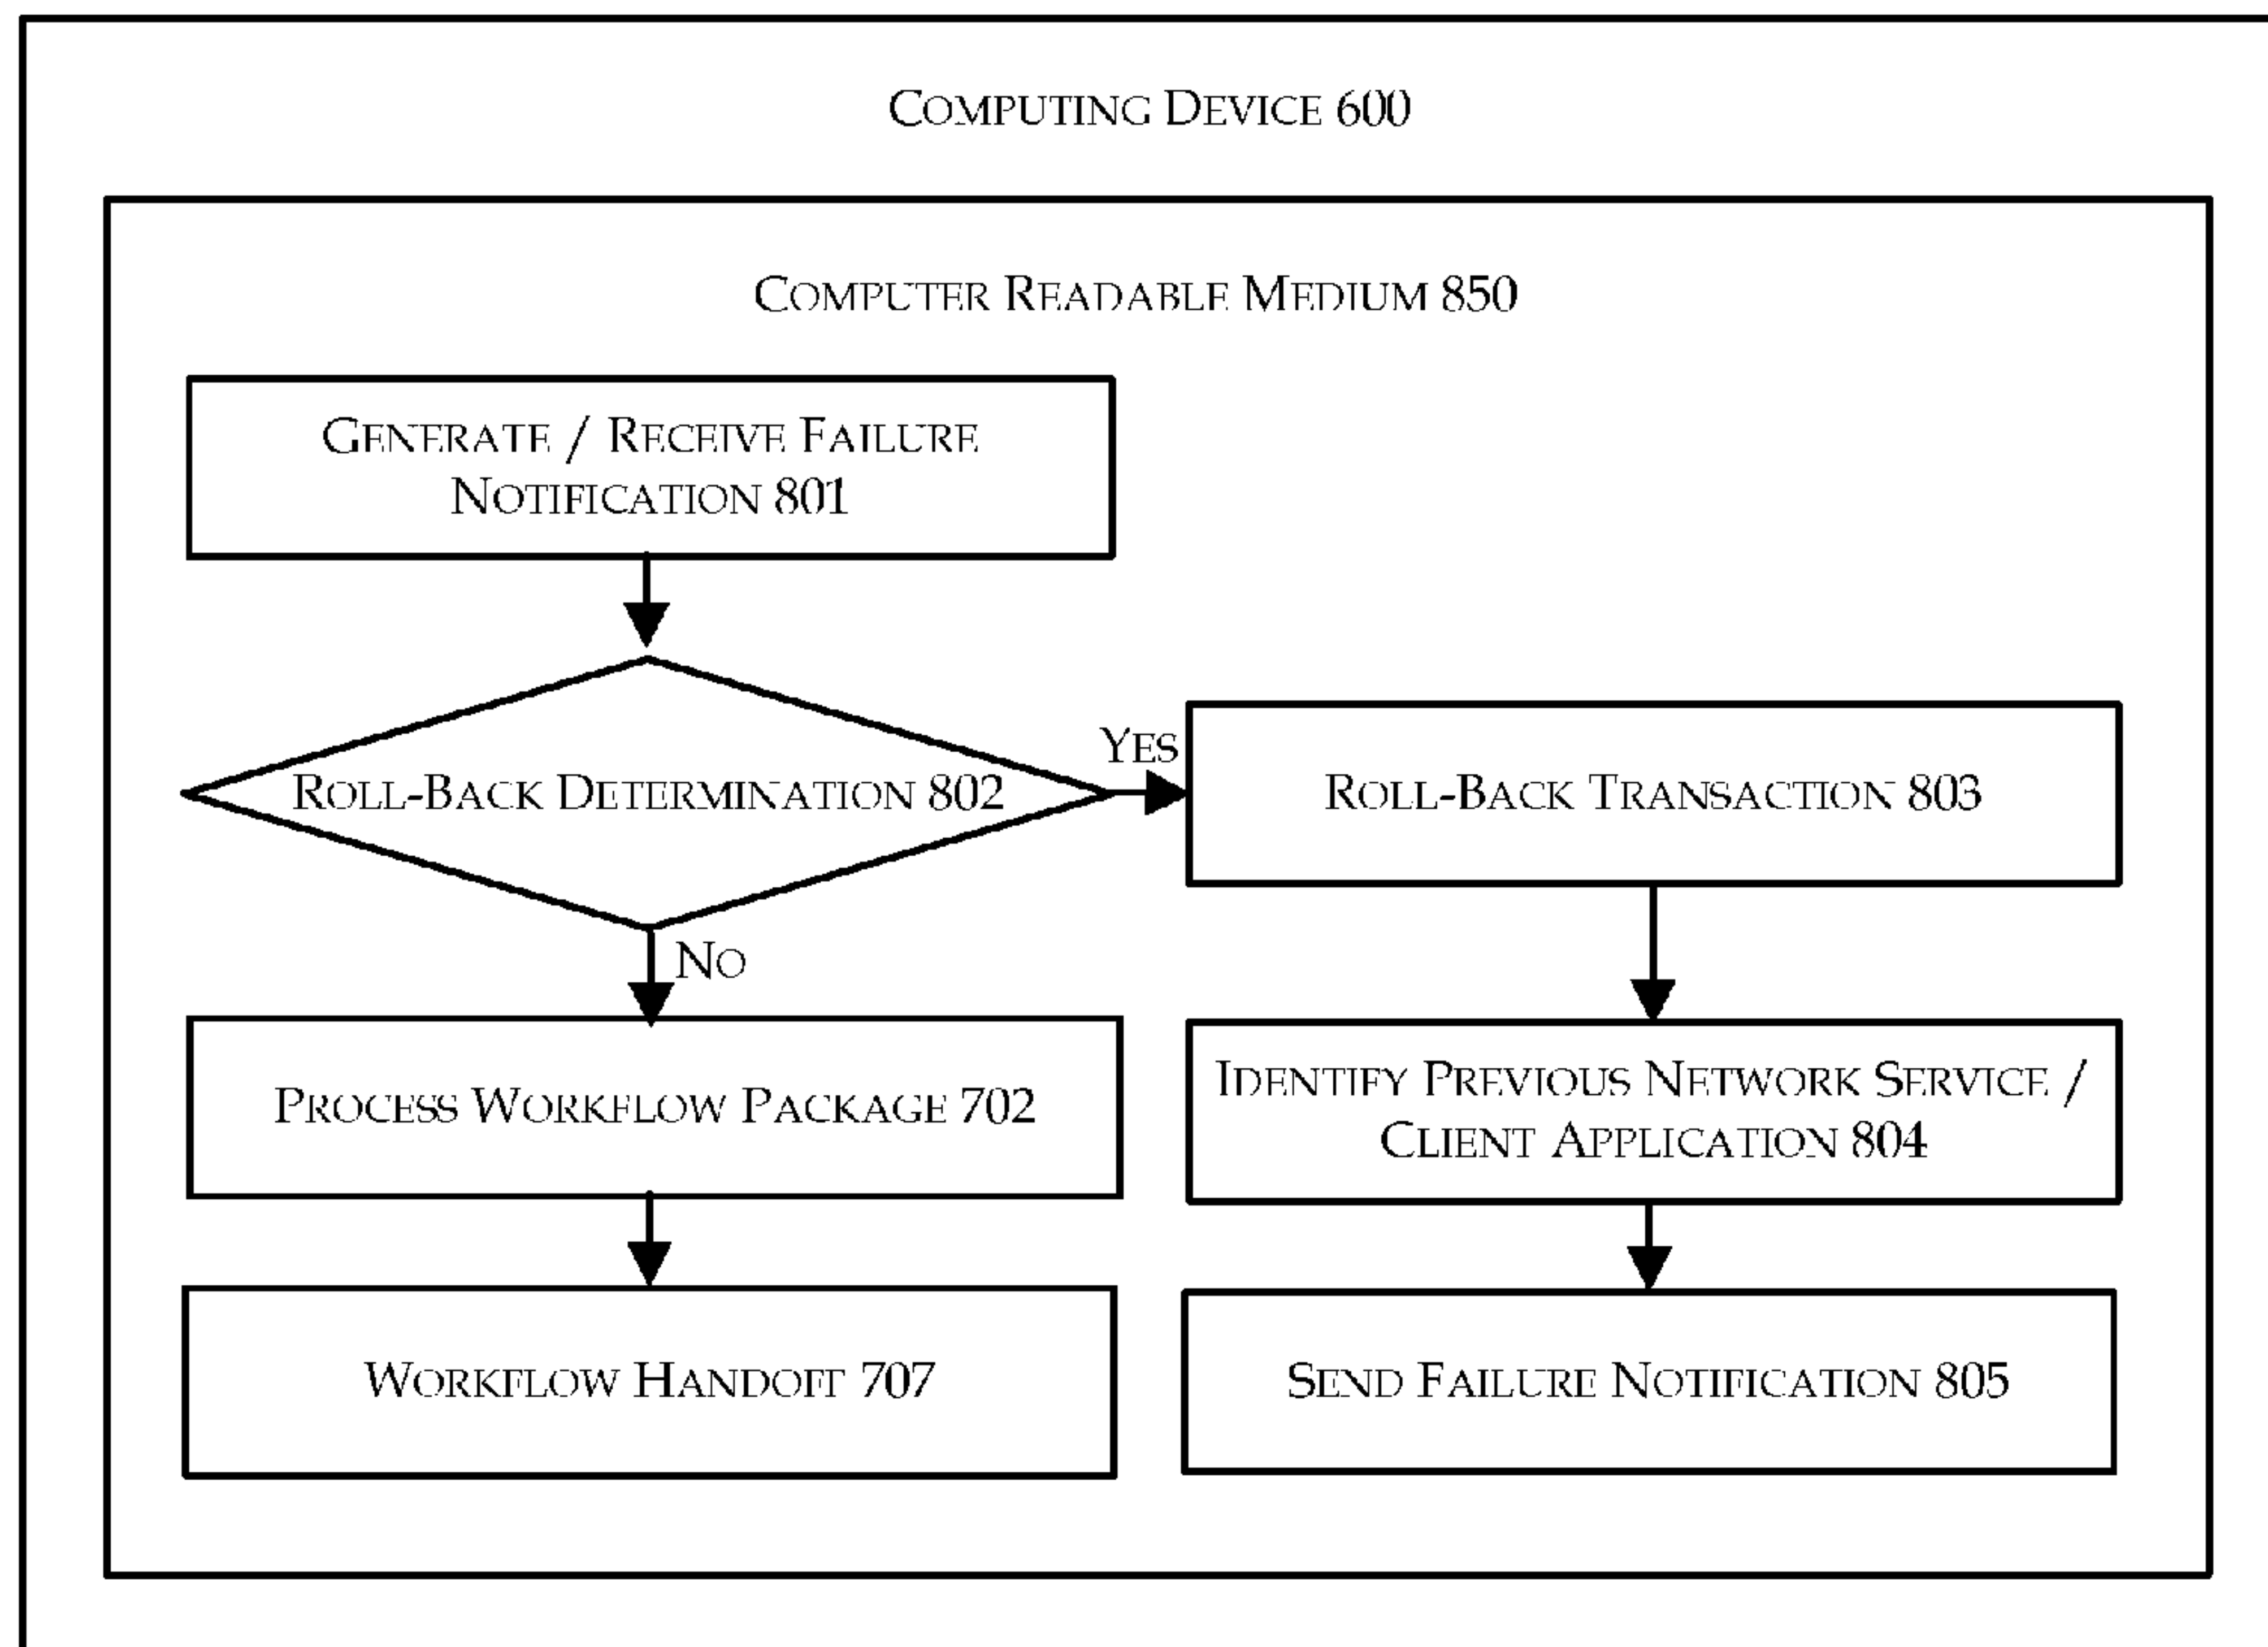 COMPUTING DEVICE 600
COMPUTER READABLE MEDIUM 850
GENERATE / RECEIVE FAILURE
NOTIFICATION 801
ROLL-BACK DETERMINATION 802
YES
ROLL-BACK TRANSACTION 803
NO
PROCESS WORKFLOW PACKAGE 702
IDENTIFY PREVIOUS NETWORK SERVICE /
CLIENT APPLICATION 804
WORKFLOW HANDOFF 707
SEND FAILURE NOTIFICATION 805